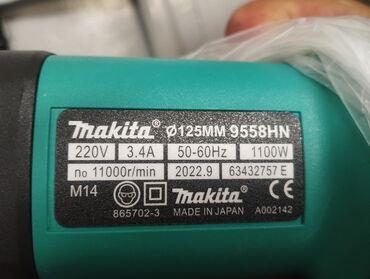 makita® Ø125MM 9558HN
220V 3.4A 50-60Hz 1100W
no 11000r/min 2022.9 63432757 E
M14 makita® CE
865702-3 MADE IN JAPAN A002142